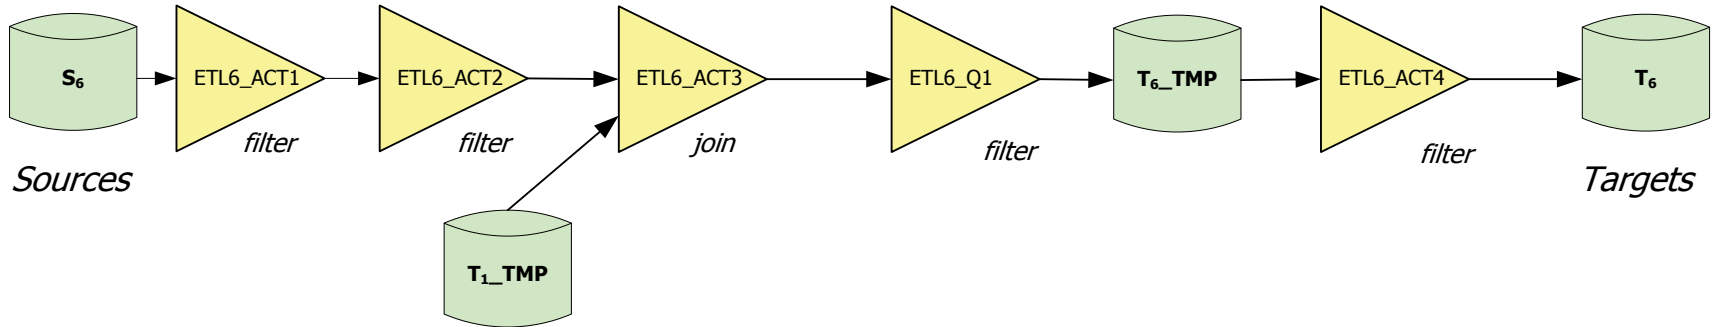 S₆
ETL6_ACT1
filter
ETL6_ACT2
filter
ETL6_ACT3
join
ETL6_Q1
filter
T₆_TMP
ETL6_ACT4
filter
T₆
Sources
Targets
T₁_TMP